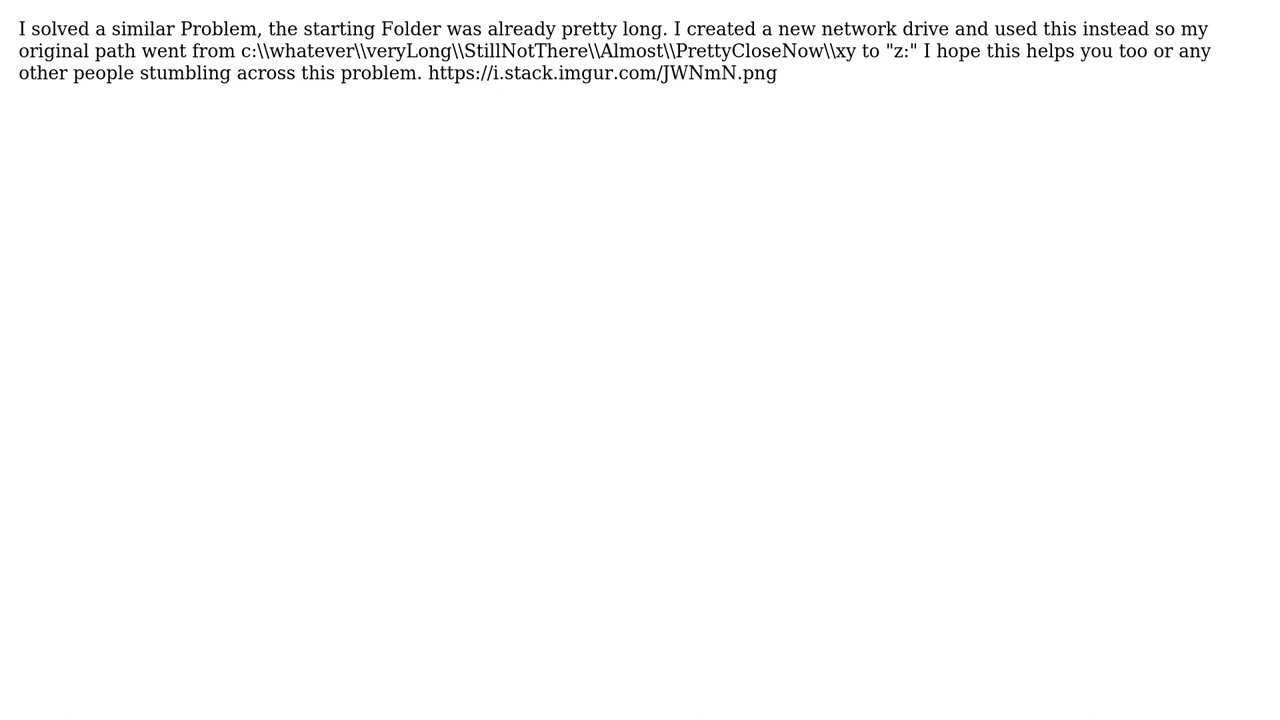 I solved a similar Problem, the starting Folder was already pretty long. I created a new network drive and used this instead so my
original path went from c:\\whatever\\veryLong\\StillNotThere\\Almost\\PrettyCloseNow\\xy to "z:" I hope this helps you too or any
other people stumbling across this problem. https://i.stack.imgur.com/JWNmN.png